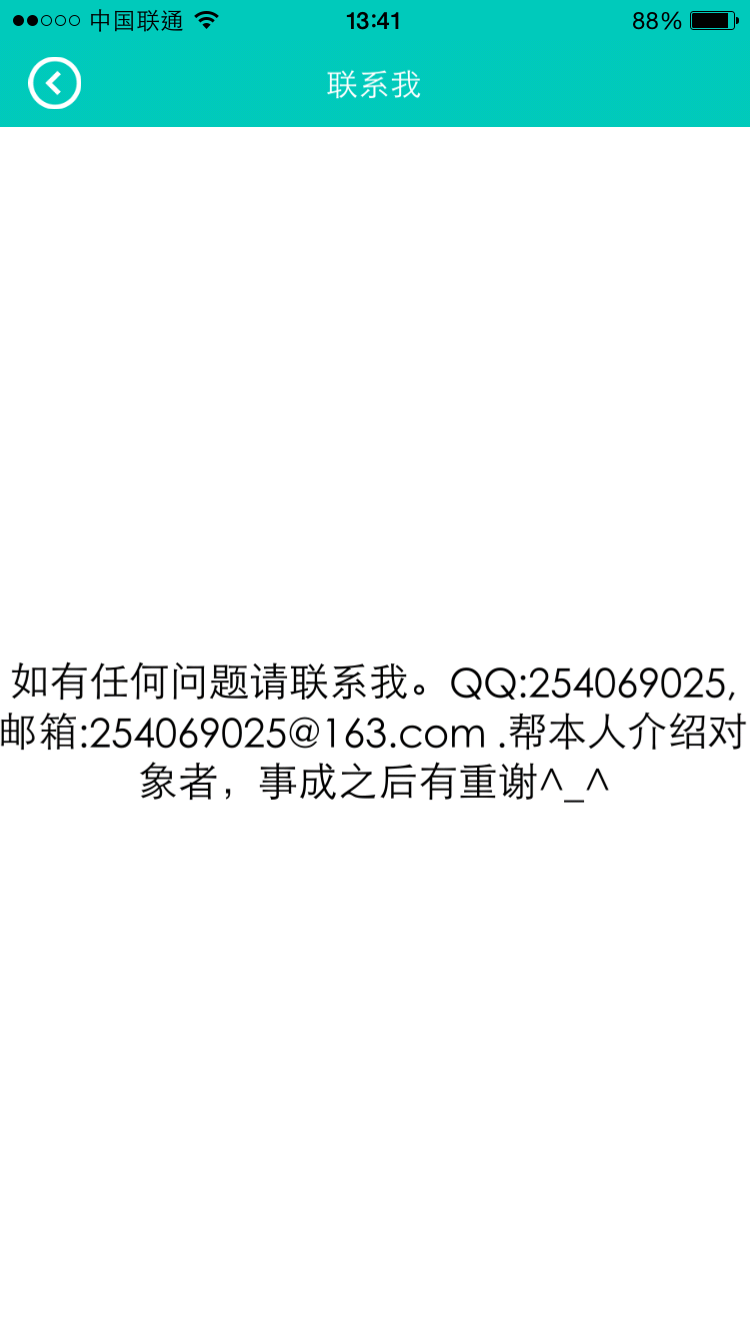 中国联通 13:41 88%
联系我
如有任何问题请联系我。QQ:254069025,
邮箱:254069025@163.com .帮本人介绍对
象者，事成之后有重谢^_^